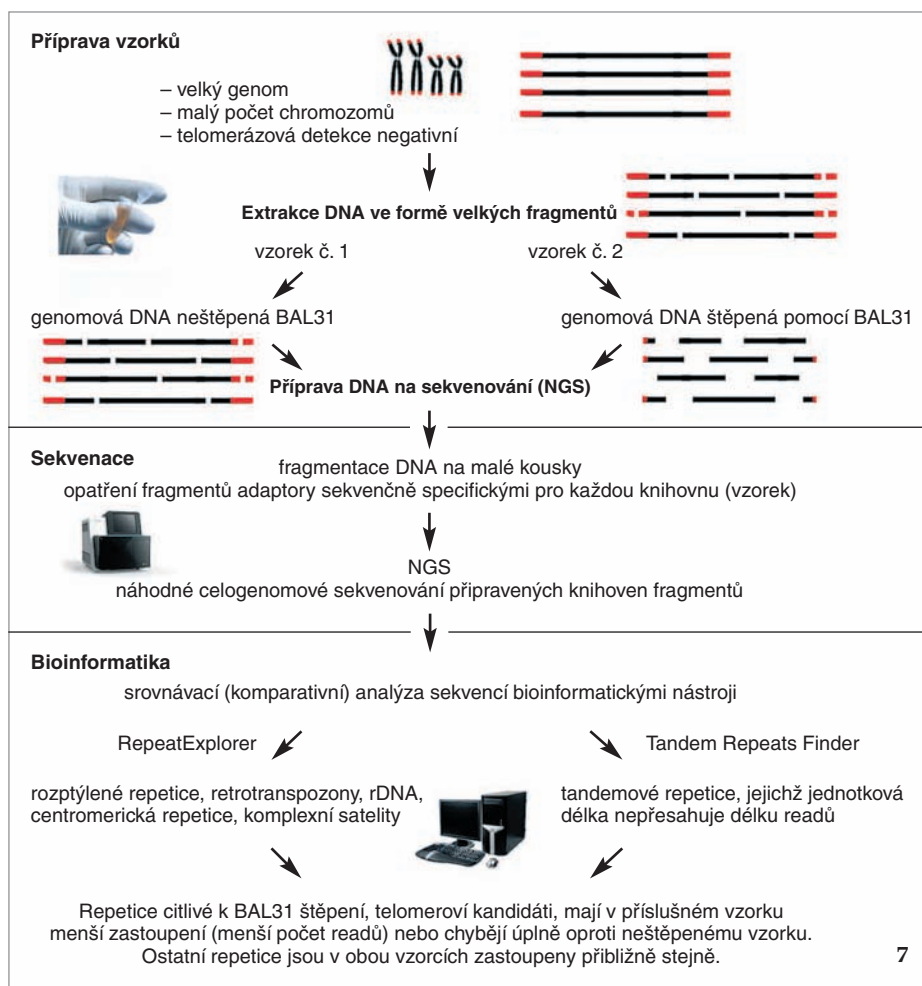 Příprava vzorků
– velký genom
– malý počet chromozomů
– telomerázová detekce negativní
Extrakce DNA ve formě velkých fragmentů
vzorek č. 1
vzorek č. 2
genomová DNA neštěpená BAL31
genomová DNA štěpená pomocí BAL31
Příprava DNA na sekvenování (NGS)
Sekvenace
fragmentace DNA na malé kousky
opatření fragmentů adaptory sekvenčně specifickými pro každou knihovnu (vzorek)
NGS
náhodné celogenomové sekvenování připravených knihoven fragmentů
Bioinformatika
srovnávací (komparativní) analýza sekvencí bioinformatickými nástroji
RepeatExplorer
Tandem Repeats Finder
rozptýlené repetice, retrotranspozony, rDNA,
centromerická repetice, komplexní satelity
tandemové repetice, jejichž jednotková
délka nepřesahuje délku readů
Repetice citlivé k BAL31 štěpení, telomeroví kandidáti, mají v příslušném vzorku
menší zastoupení (menší počet readů) nebo chybějí úplně oproti neštěpenému vzorku.
Ostatní repetice jsou v obou vzorcích zastoupeny přibližně stejně.
7